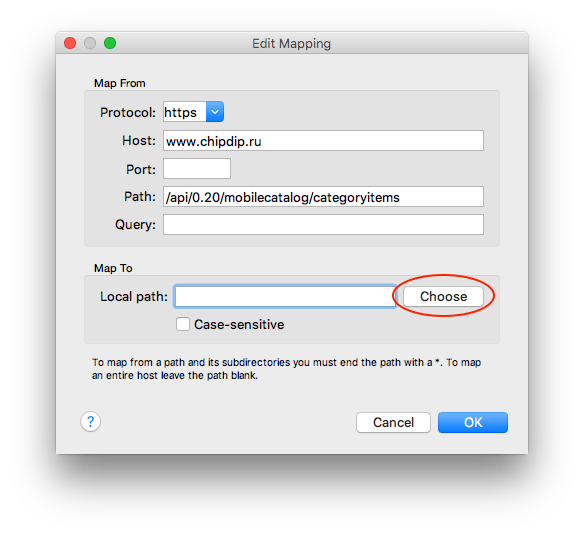 Edit Mapping
Map From
Protocol: https
Host: www.chipdip.ru
Port:
Path: /api/0.20/mobilecatalog/categoryitems
Query:
Map To
Local path: Choose
Case-sensitive
To map from a path and its subdirectories you must end the path with a *. To map
an entire host leave the path blank.
? Cancel OK